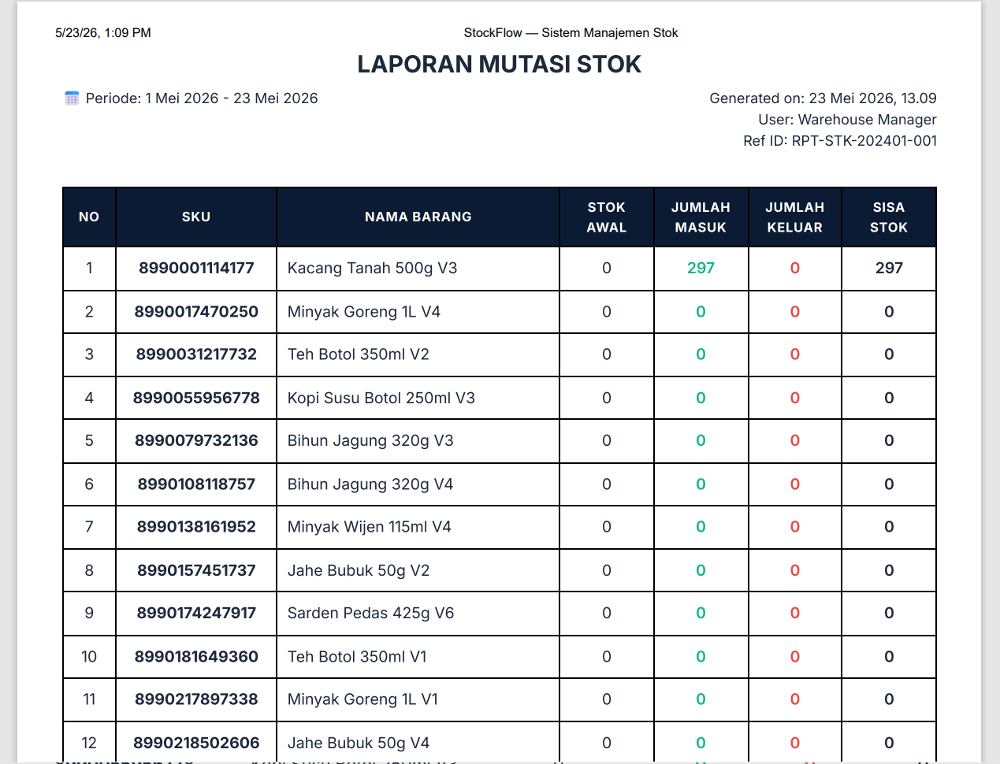 5/23/26, 1:09 PM StockFlow — Sistem Manajemen Stok
LAPORAN MUTASI STOK
Periode: 1 Mei 2026 - 23 Mei 2026
Generated on: 23 Mei 2026, 13.09
User: Warehouse Manager
Ref ID: RPT-STK-202401-001
NO SKU NAMA BARANG STOK AWAL JUMLAH MASUK JUMLAH KELUAR SISA STOK
1 8990001114177 Kacang Tanah 500g V3 0 297 0 297
2 8990017470250 Minyak Goreng 1L V4 0 0 0 0
3 8990031217732 Teh Botol 350ml V2 0 0 0 0
4 8990055956778 Kopi Susu Botol 250ml V3 0 0 0 0
5 8990079732136 Bihun Jagung 320g V3 0 0 0 0
6 8990108118757 Bihun Jagung 320g V4 0 0 0 0
7 8990138161952 Minyak Wijen 115ml V4 0 0 0 0
8 8990157451737 Jahe Bubuk 50g V2 0 0 0 0
9 8990174247917 Sarden Pedas 425g V6 0 0 0 0
10 8990181649360 Teh Botol 350ml V1 0 0 0 0
11 8990217897338 Minyak Goreng 1L V1 0 0 0 0
12 8990218502606 Jahe Bubuk 50g V4 0 0 0 0